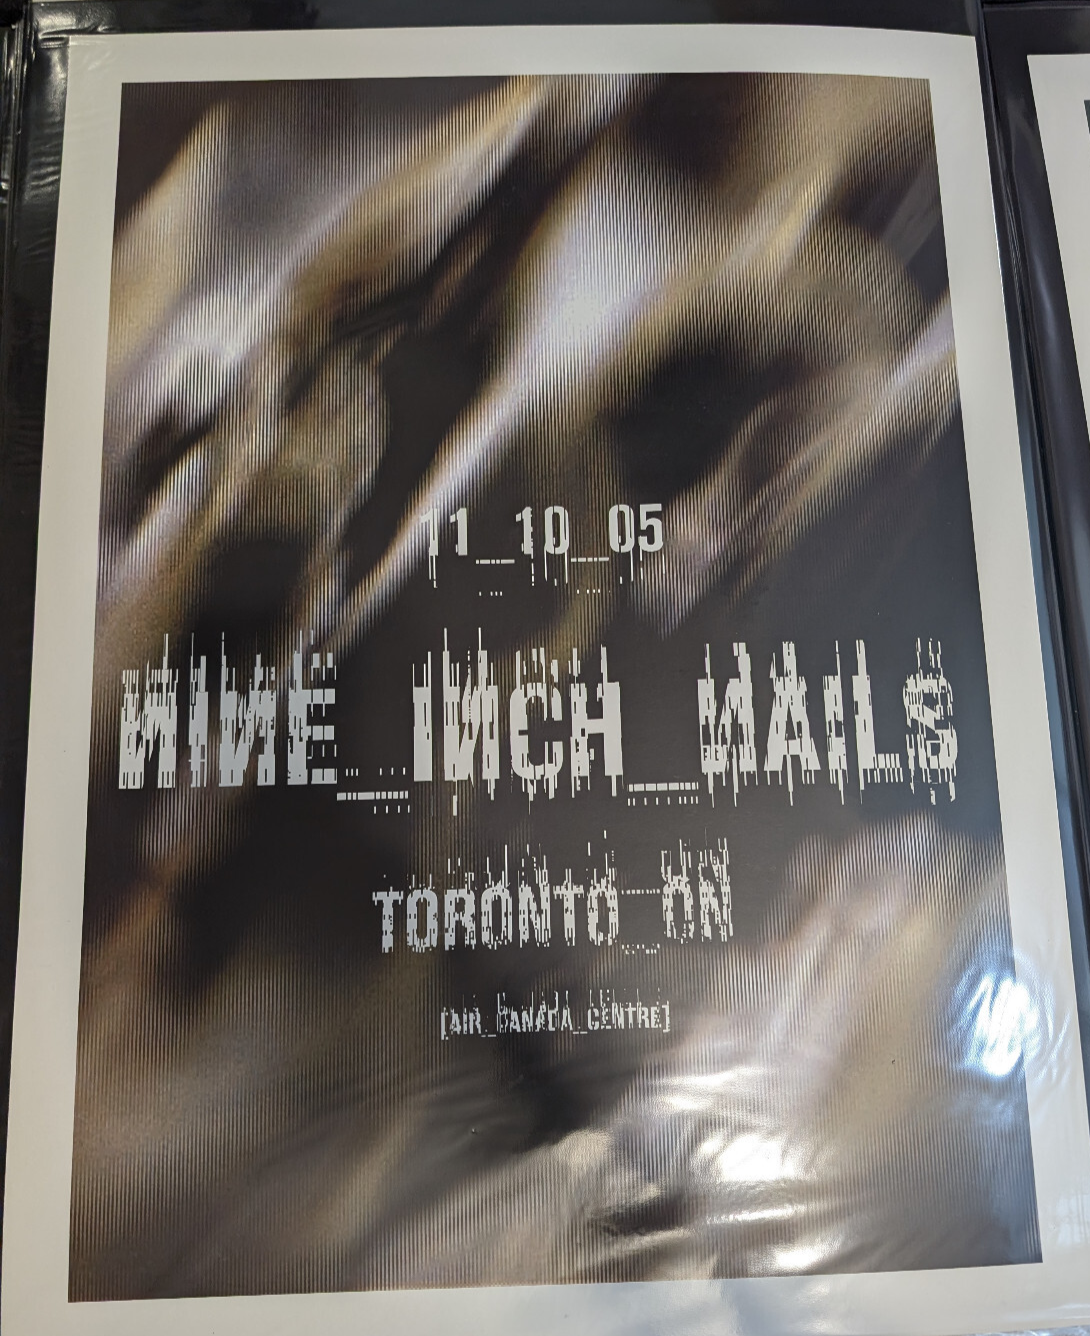 11_10_05
NINE_INCH_NAILS
TORONTO_ON
[AIR_CANADA_CENTRE]